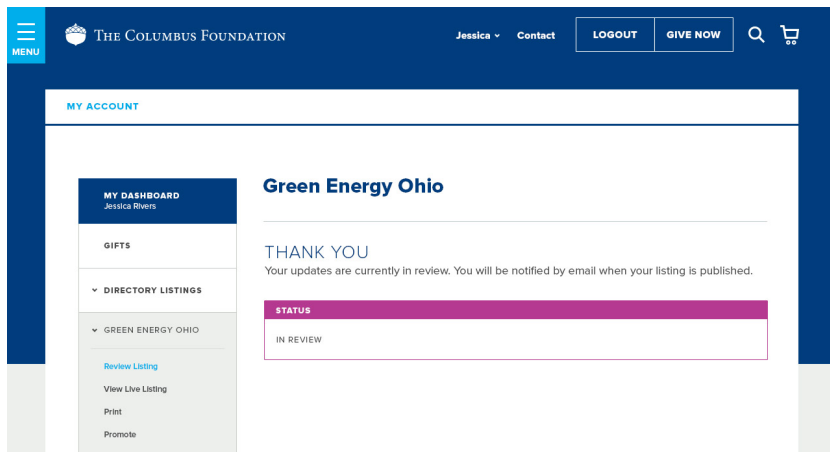 MENU
THE COLUMBUS FOUNDATION
Jessica
Contact
LOGOUT
GIVE NOW
MY ACCOUNT
MY DASHBOARD
Jessica Rivers
GIFTS
DIRECTORY LISTINGS
GREEN ENERGY OHIO
Review Listing
View Live Listing
Print
Promote
Green Energy Ohio
THANK YOU
Your updates are currently in review. You will be notified by email when your listing is published.
STATUS
IN REVIEW